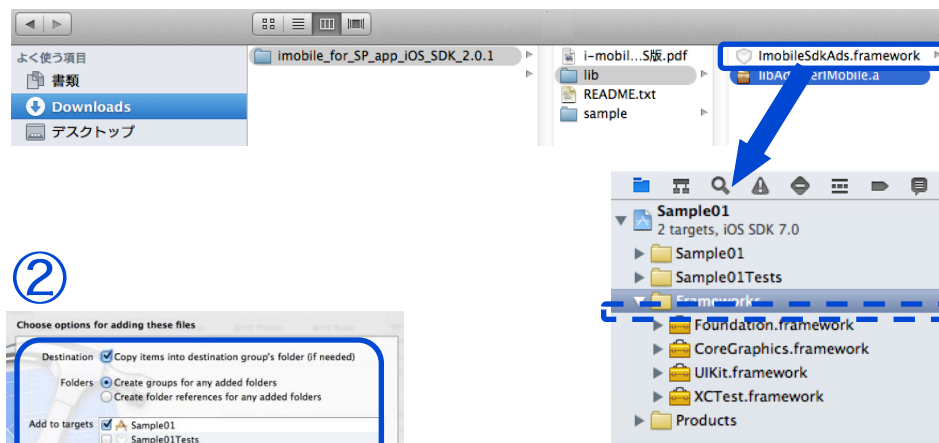 よく使う項目
書類
Downloads
デスクトップ
imobile_for_SP_app_iOS_SDK_2.0.1
i-mobil...S版.pdf
lib
README.txt
sample
ImobileSdkAds.framework
Sample01
2 targets, iOS SDK 7.0
Sample01
Sample01Tests
Frameworks
Foundation.framework
CoreGraphics.framework
UIKit.framework
XCTest.framework
Products
②
Choose options for adding these files
Destination Copy items into destination group's folder (if needed)
Folders Create groups for any added folders
Create folder references for any added folders
Add to targets Sample01
Sample01Tests